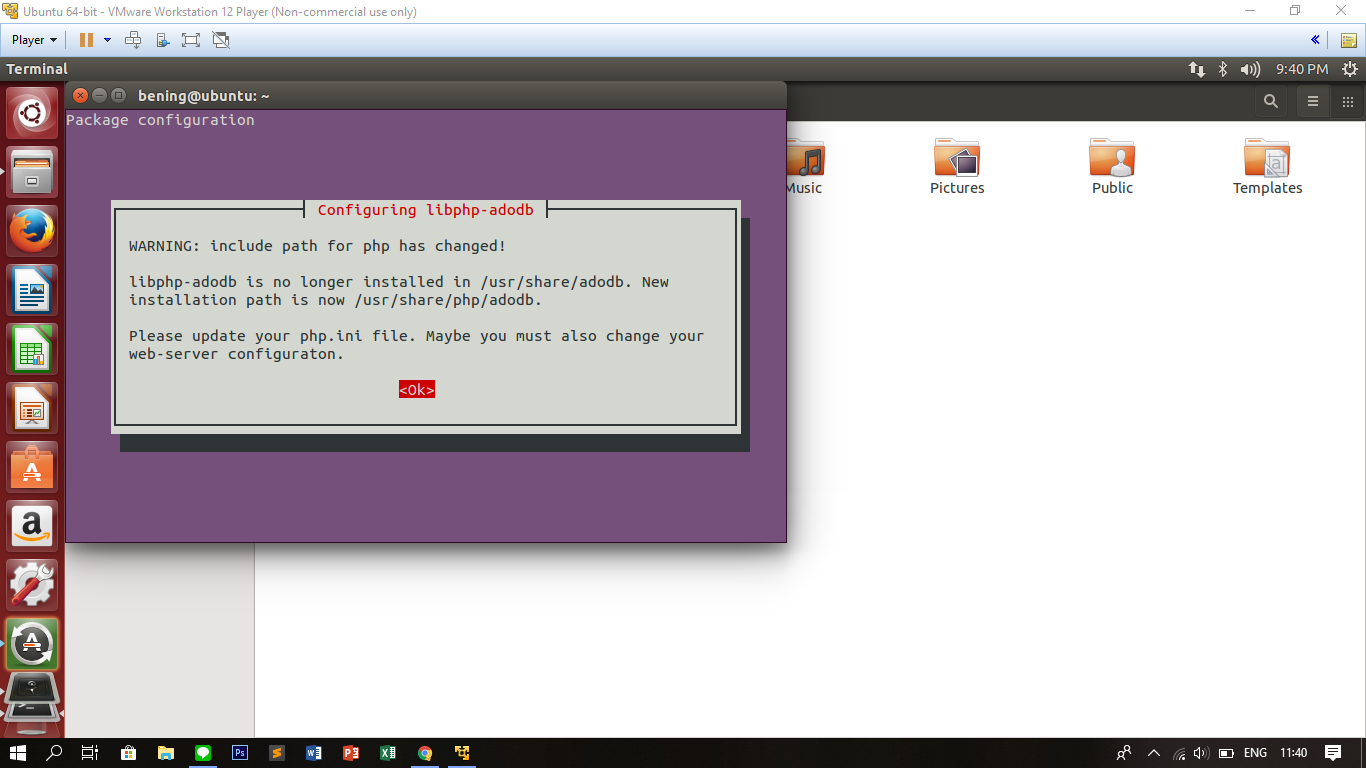 Ubuntu 64-bit - VMware Workstation 12 Player (Non-commercial use only)
Player
Terminal
9:40 PM
bening@ubuntu: ~
Package configuration
Configuring libphp-adodb
WARNING: include path for php has changed!
libphp-adodb is no longer installed in /usr/share/adodb. New
installation path is now /usr/share/php/adodb.
Please update your php.ini file. Maybe you must also change your
web-server configuraton.
<Ok>
Music
Pictures
Public
Templates
ENG
11:40